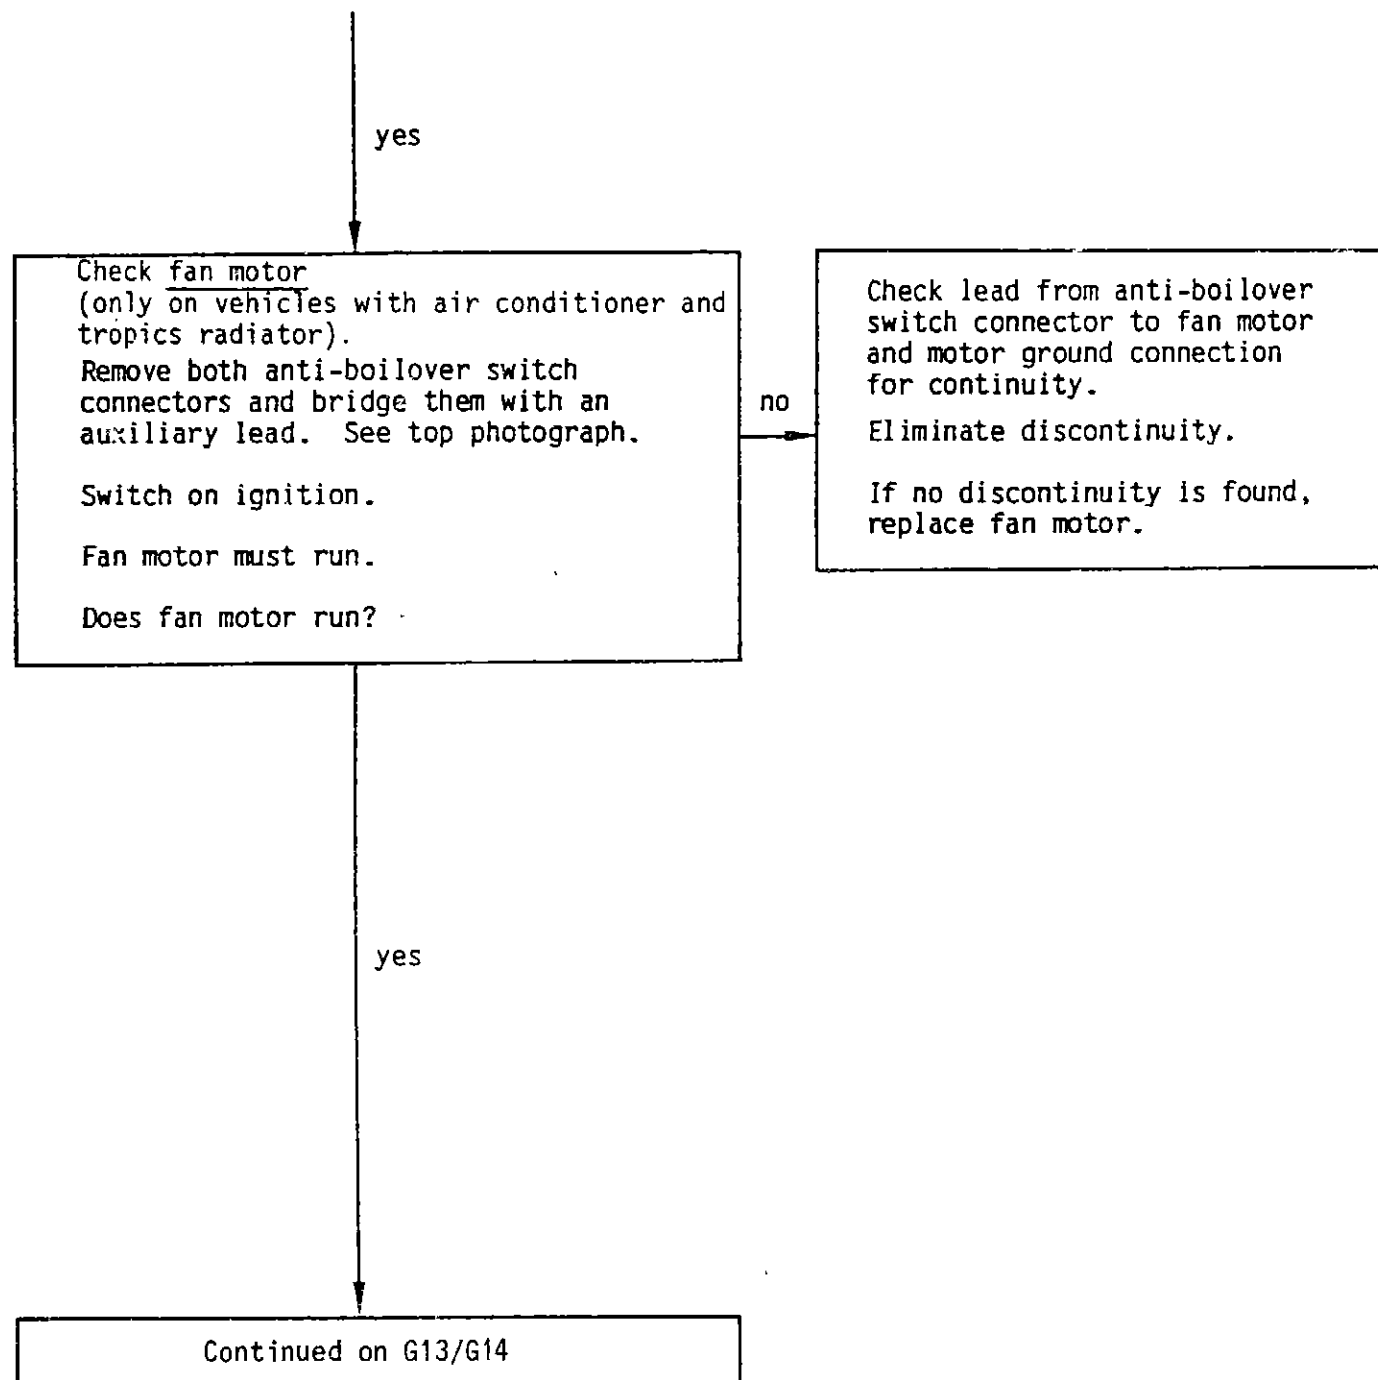 yes
Check fan motor
(only on vehicles with air conditioner and
tropics radiator).
Remove both anti-boilover switch
connectors and bridge them with an
auxiliary lead. See top photograph.
Switch on ignition.
Fan motor must run.
Does fan motor run?
no
Check lead from anti-boilover
switch connector to fan motor
and motor ground connection
for continuity.
Eliminate discontinuity.
If no discontinuity is found,
replace fan motor.
yes
Continued on G13/G14